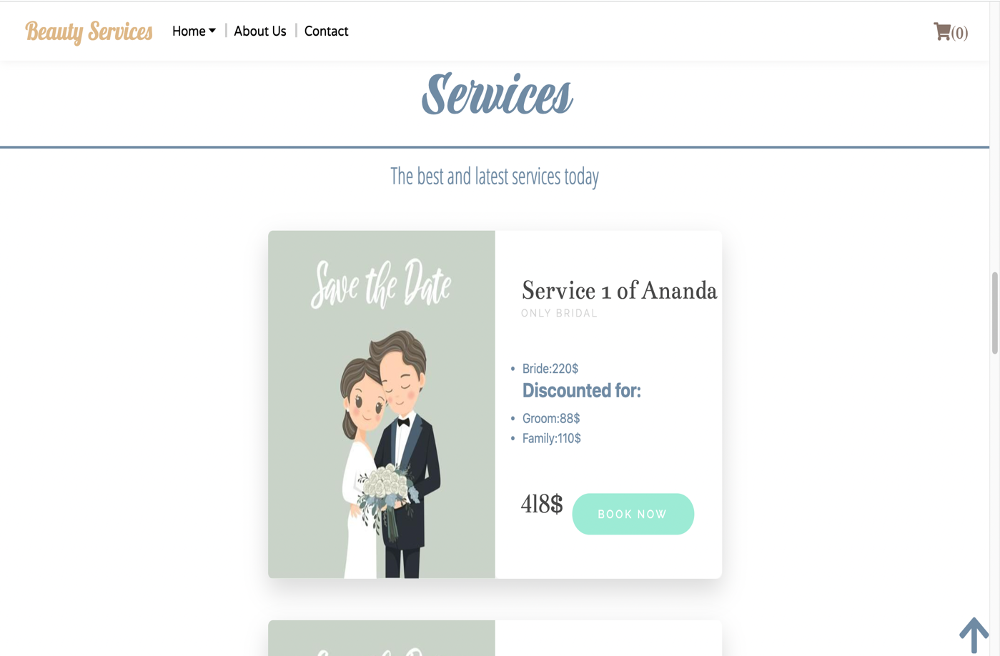 Beauty Services Home About Us Contact (0)
Services
The best and latest services today
Save the Date
Service 1 of Ananda
ONLY BRIDAL
• Bride:220$
Discounted for:
• Groom:88$
• Family:110$
418$ BOOK NOW